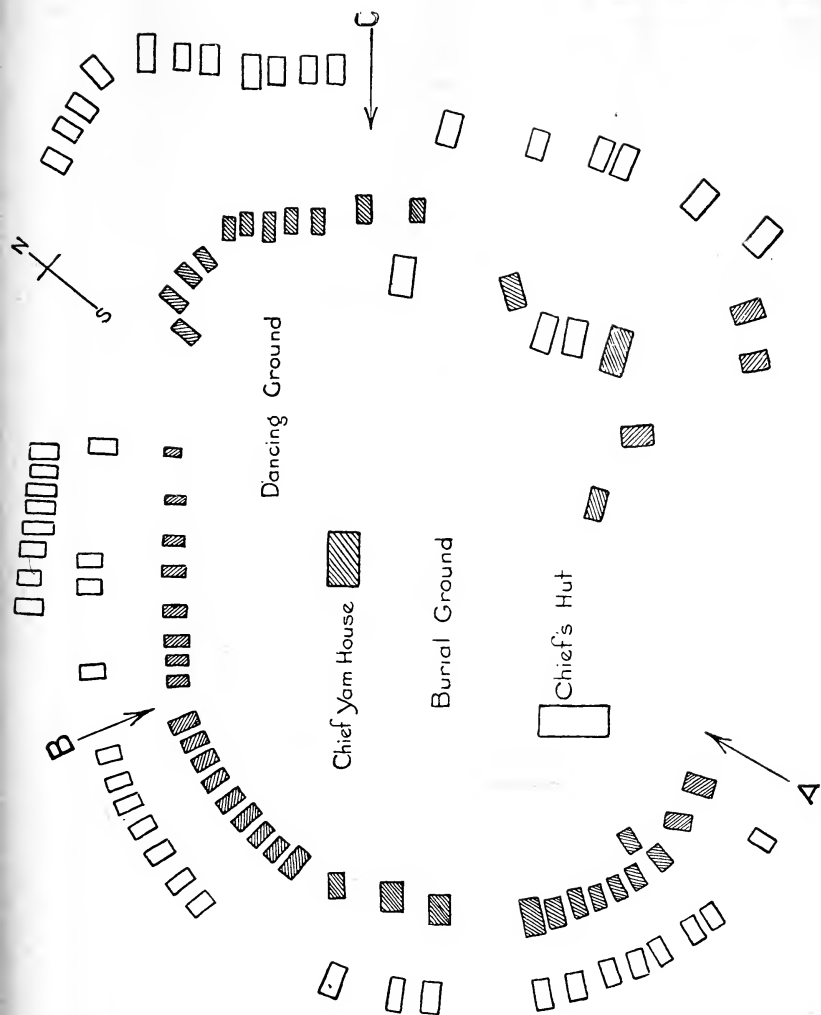 C
N
S
Dancing Ground
B
Chief Yam House
Burial Ground
Chief's Hut
A